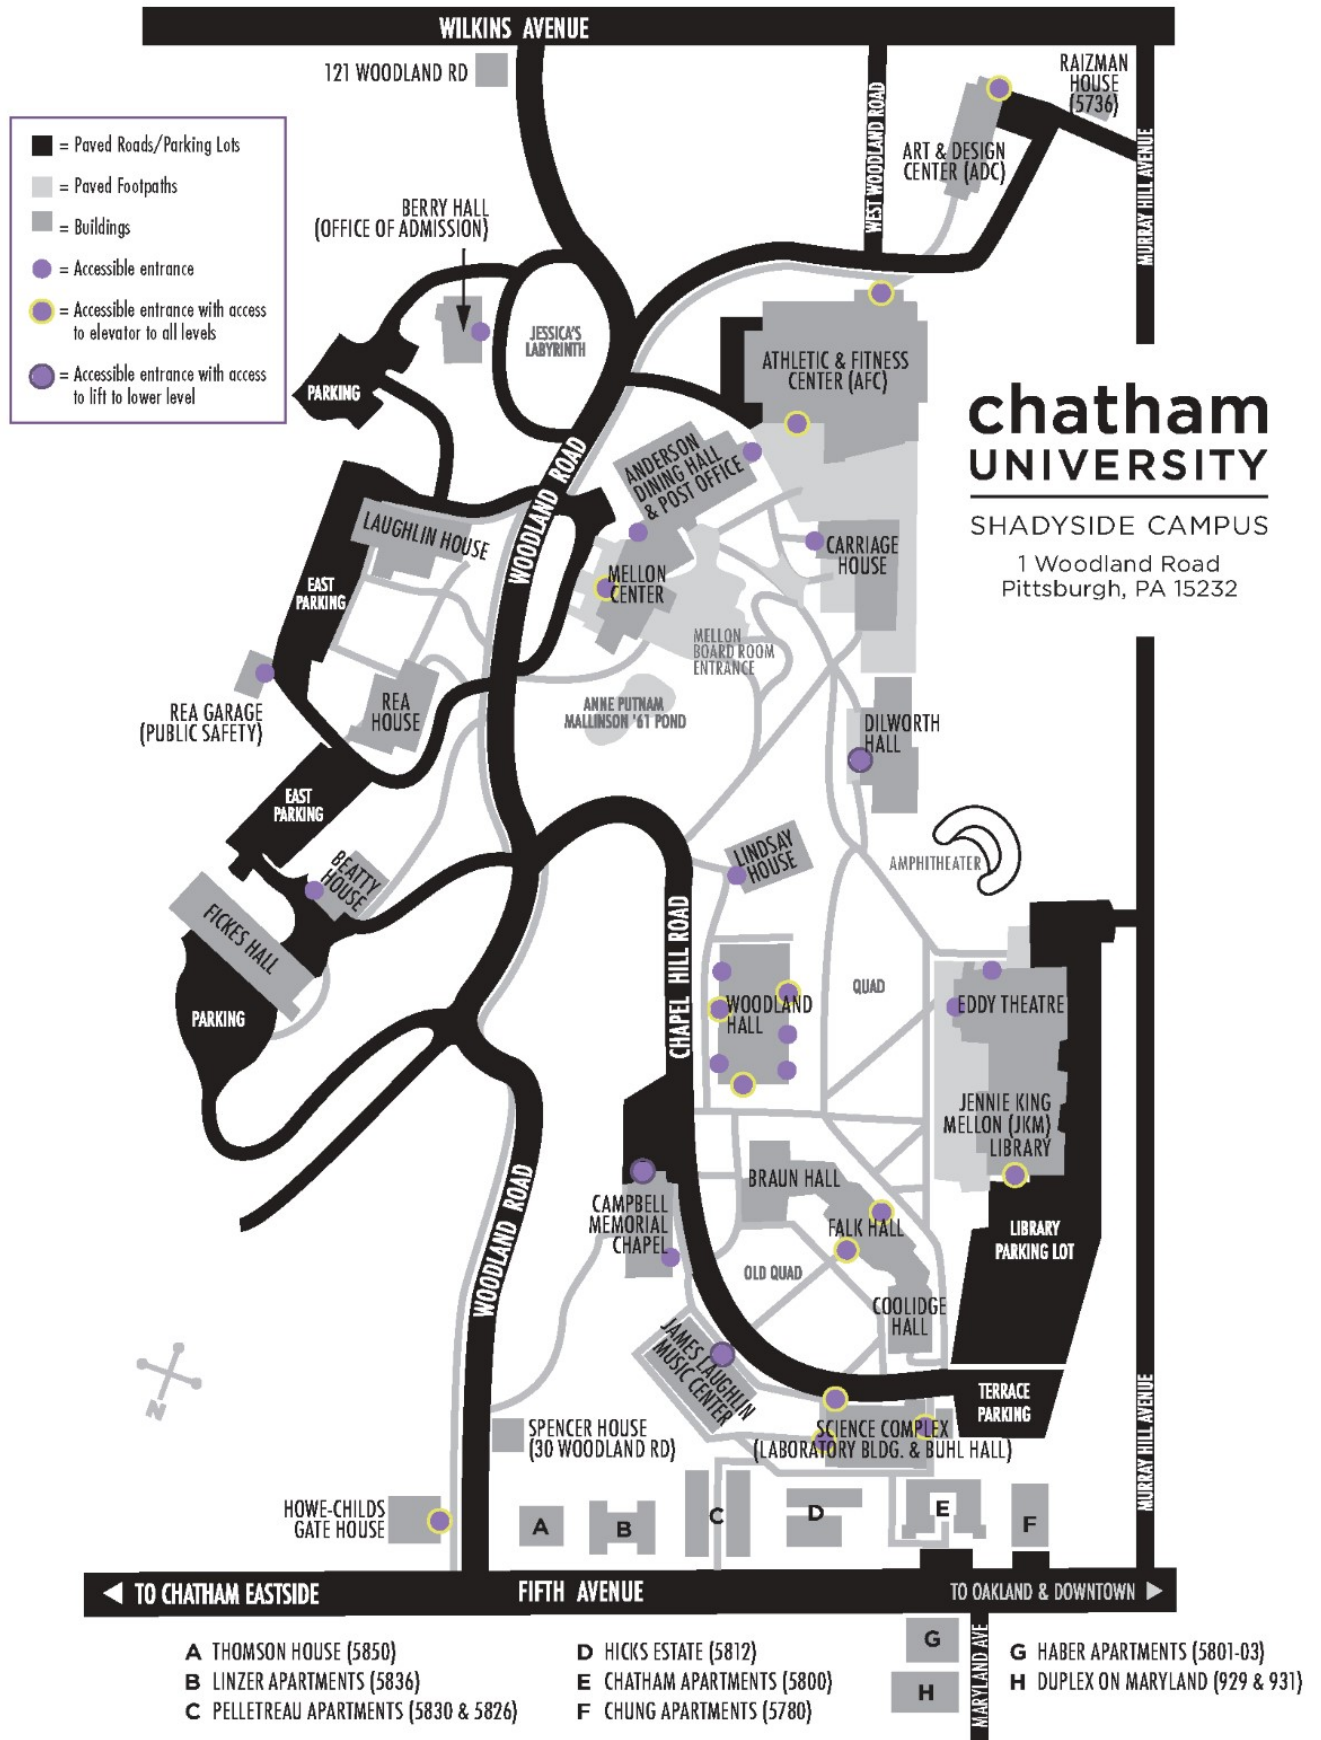 WILKINS AVENUE
121 WOODLAND RD
WEST WOODLAND ROAD
RAIZMAN
HOUSE
(5736)
MURRAY HILL AVENUE
ART & DESIGN
CENTER (ADC)
= Paved Roads/Parking Lots
= Paved Footpaths
= Buildings
= Accessible entrance
= Accessible entrance with access
to elevator to all levels
= Accessible entrance with access
to lift to lower level
BERRY HALL
(OFFICE OF ADMISSION)
JESSICA'S
LABYRINTH
PARKING
ATHLETIC & FITNESS
CENTER (AFC)
chatham
UNIVERSITY
SHADYSIDE CAMPUS
1 Woodland Road
Pittsburgh, PA 15232
WOODLAND ROAD
ANDERSON
DINING HALL
& POST OFFICE
LAUGHLIN HOUSE
CARRIAGE
HOUSE
EAST
PARKING
MELLON
CENTER
MELLON
BOARD ROOM
ENTRANCE
REA GARAGE
(PUBLIC SAFETY)
REA
HOUSE
ANNE PUTNAM
MALLINSON '61 POND
DILWORTH
HALL
EAST
PARKING
BEATTY
HOUSE
LINDSAY
HOUSE
AMPHITHEATER
FICKES HALL
PARKING
CHAPEL HILL ROAD
WOODLAND
HALL
QUAD
EDDY THEATRE
JENNIE KING
MELLON (JKM)
LIBRARY
BRAUN HALL
WOODLAND ROAD
CAMPBELL
MEMORIAL
CHAPEL
FALK HALL
LIBRARY
PARKING LOT
OLD QUAD
COOLIDGE
HALL
JAMES LAUGHLIN
MUSIC CENTER
TERRACE
PARKING
MURRAY HILL AVENUE
N
SPENCER HOUSE
(30 WOODLAND RD)
SCIENCE COMPLEX
(LABORATORY BLDG. & BUHL HALL)
HOWE-CHILDS
GATE HOUSE
A
B
C
D
E
F
TO CHATHAM EASTSIDE
FIFTH AVENUE
TO OAKLAND & DOWNTOWN
G
H
MARYLAND AVE
A THOMSON HOUSE (5850)
B LINZER APARTMENTS (5836)
C PELLETREAU APARTMENTS (5830 & 5826)
D HICKS ESTATE (5812)
E CHATHAM APARTMENTS (5800)
F CHUNG APARTMENTS (5780)
G HABER APARTMENTS (5801-03)
H DUPLEX ON MARYLAND (929 & 931)